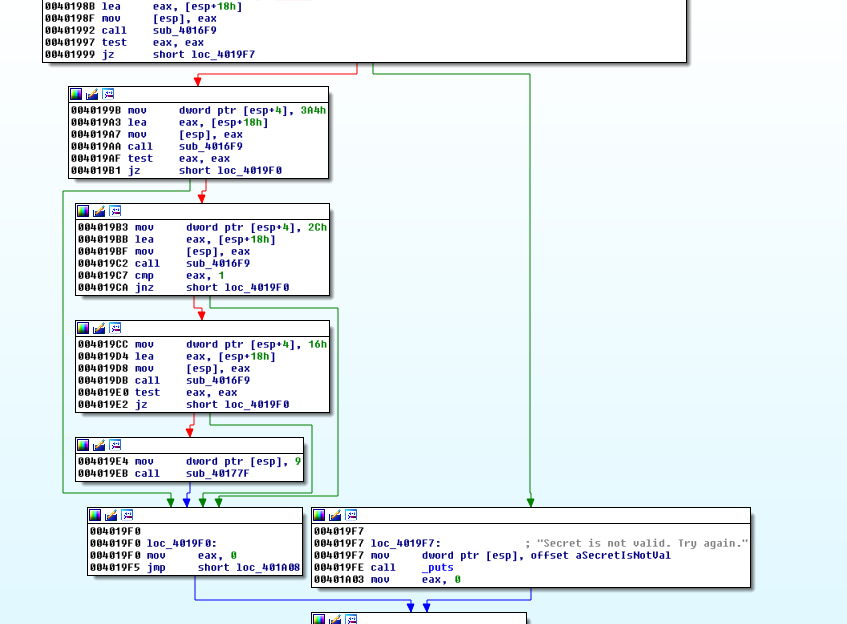 0040198B lea eax, [esp+18h]
0040198F mov [esp], eax
00401992 call sub_4016F9
00401997 test eax, eax
00401999 jz short loc_4019F7
0040199B mov dword ptr [esp+4], 3A4h
004019A3 lea eax, [esp+18h]
004019A7 mov [esp], eax
004019AA call sub_4016F9
004019AF test eax, eax
004019B1 jz short loc_4019F0
004019B3 mov dword ptr [esp+4], 2Ch
004019BB lea eax, [esp+18h]
004019BF mov [esp], eax
004019C2 call sub_4016F9
004019C7 cmp eax, 1
004019CA jnz short loc_4019F0
004019CC mov dword ptr [esp+4], 16h
004019D4 lea eax, [esp+18h]
004019D8 mov [esp], eax
004019DB call sub_4016F9
004019E0 test eax, eax
004019E2 jz short loc_4019F0
004019E4 mov dword ptr [esp], 9
004019EB call sub_40177F
004019F0
004019F0 loc_4019F0:
004019F0 mov eax, 0
004019F5 jmp short loc_401A08
004019F7
004019F7 loc_4019F7: ; "Secret is not valid. Try again."
004019F7 mov dword ptr [esp], offset aSecretIsNotVal
004019FE call _puts
00401A03 mov eax, 0